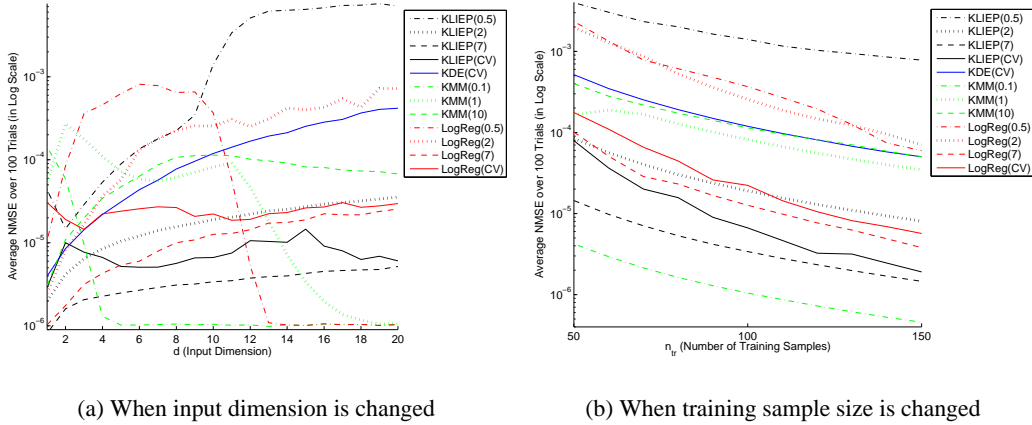 Average NMSE over 100 Trials (in Log Scale)
10⁻³
10⁻⁴
10⁻⁵
10⁻⁶
2 4 6 8 10 12 14 16 18 20
d (Input Dimension)
KLIEP(0.5)
KLIEP(2)
KLIEP(7)
KLIEP(CV)
KDE(CV)
KMM(0.1)
KMM(1)
KMM(10)
LogReg(0.5)
LogReg(2)
LogReg(7)
LogReg(CV)
(a) When input dimension is changed
Average NMSE over 100 Trials (in Log Scale)
10⁻³
10⁻⁴
10⁻⁵
10⁻⁶
50 100 150
n_tr (Number of Training Samples)
KLIEP(0.5)
KLIEP(2)
KLIEP(7)
KLIEP(CV)
KDE(CV)
KMM(0.1)
KMM(1)
KMM(10)
LogReg(0.5)
LogReg(2)
LogReg(7)
LogReg(CV)
(b) When training sample size is changed